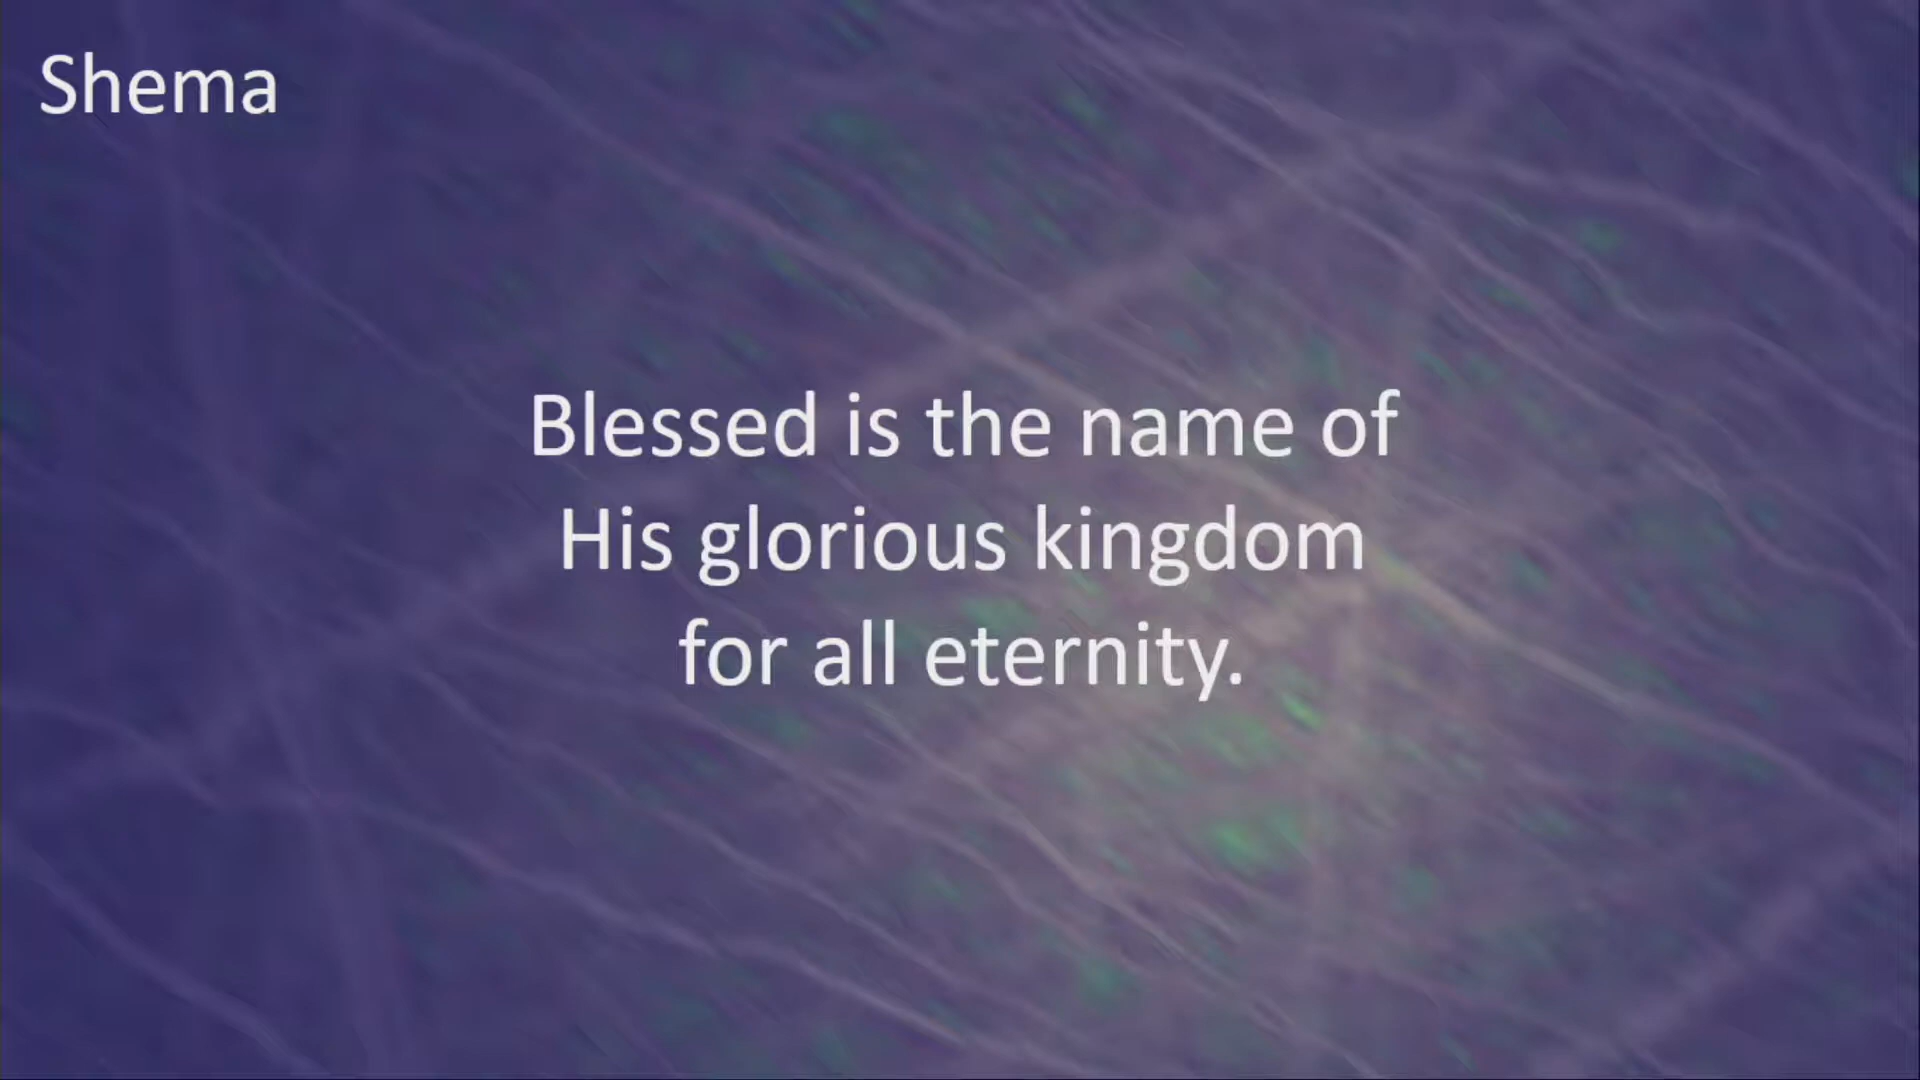 Shema
Blessed is the name of
His glorious kingdom
for all eternity.